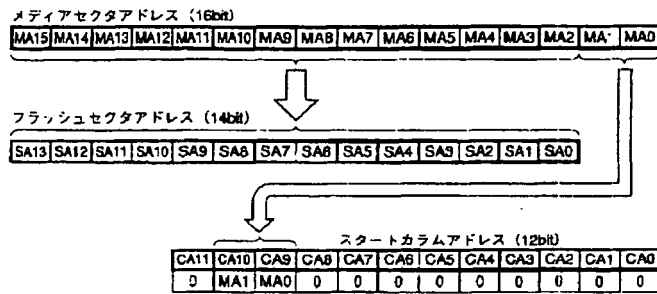 メディアセクタアドレス (16bit)
MA15 MA14 MA13 MA12 MA11 MA10 MA9 MA8 MA7 MA6 MA5 MA4 MA3 MA2 MA1 MA0
フラッシュセクタアドレス (14bit)
SA13 SA12 SA11 SA10 SA9 SA8 SA7 SA6 SA5 SA4 SA3 SA2 SA1 SA0
スタートカラムアドレス (12bit)
CA11 CA10 CA9 CA8 CA7 CA6 CA5 CA4 CA3 CA2 CA1 CA0
0 MA1 MA0 0 0 0 0 0 0 0 0 0